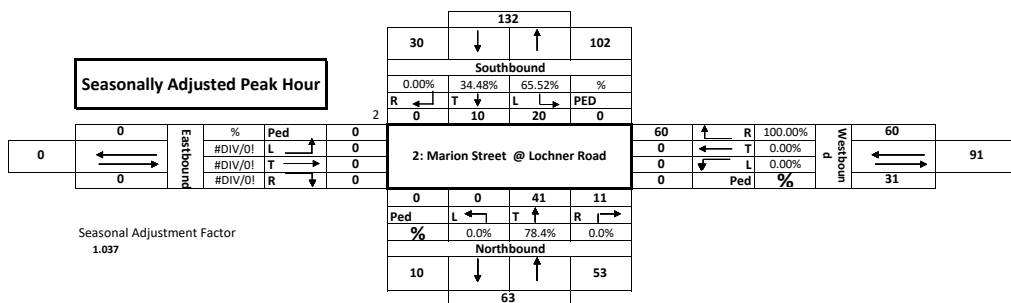 132
30 102
Southbound
Seasonally Adjusted Peak Hour
0.00% 34.48% 65.52% %
R T L PED
2 0 10 20 0
0 Eastbound % Ped 0
0 #DIV/0! L 0
#DIV/0! T 0
0 #DIV/0! R 0
2: Marion Street @ Lochner Road
60 R 100.00% Westboun
d 60
0 T 0.00% 91
0 L 0.00%
0 Ped % 31
0 0 41 11
Ped L T R
% 0.0% 78.4% 0.0%
Northbound
Seasonal Adjustment Factor
1.037
10 53
63